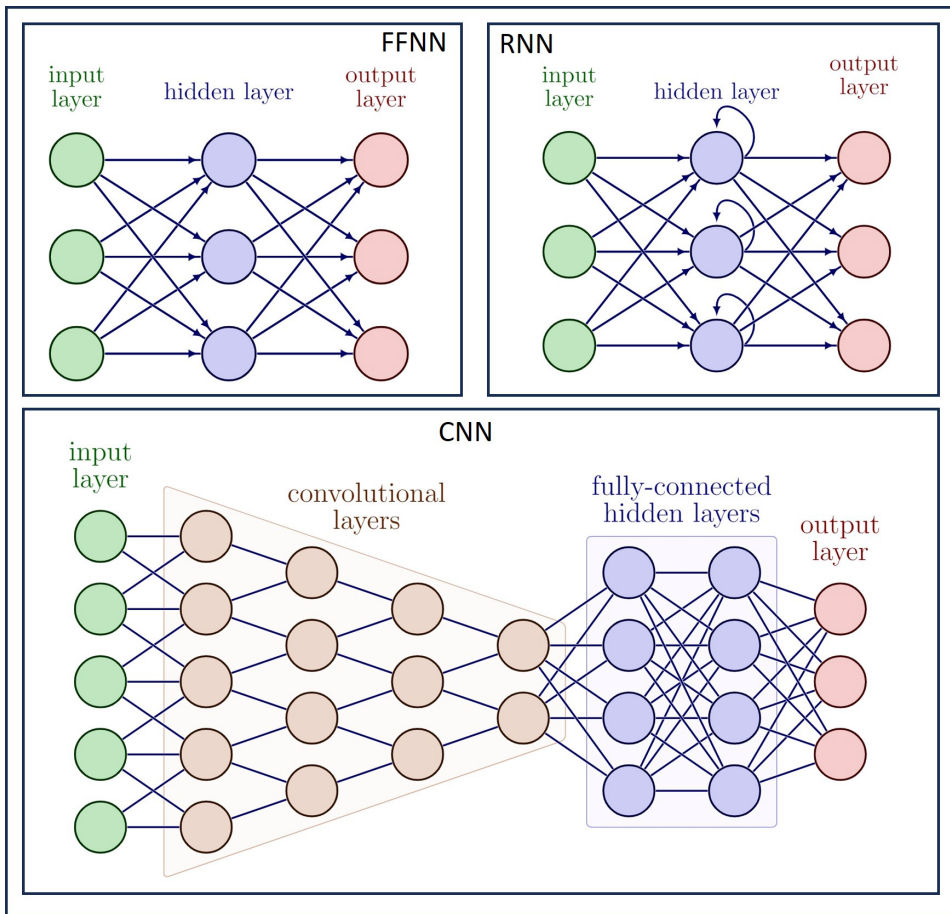 FFNN
input
layer
hidden layer
output
layer
RNN
input
layer
hidden layer
output
layer
CNN
input
layer
convolutional
layers
fully-connected
hidden layers
output
layer